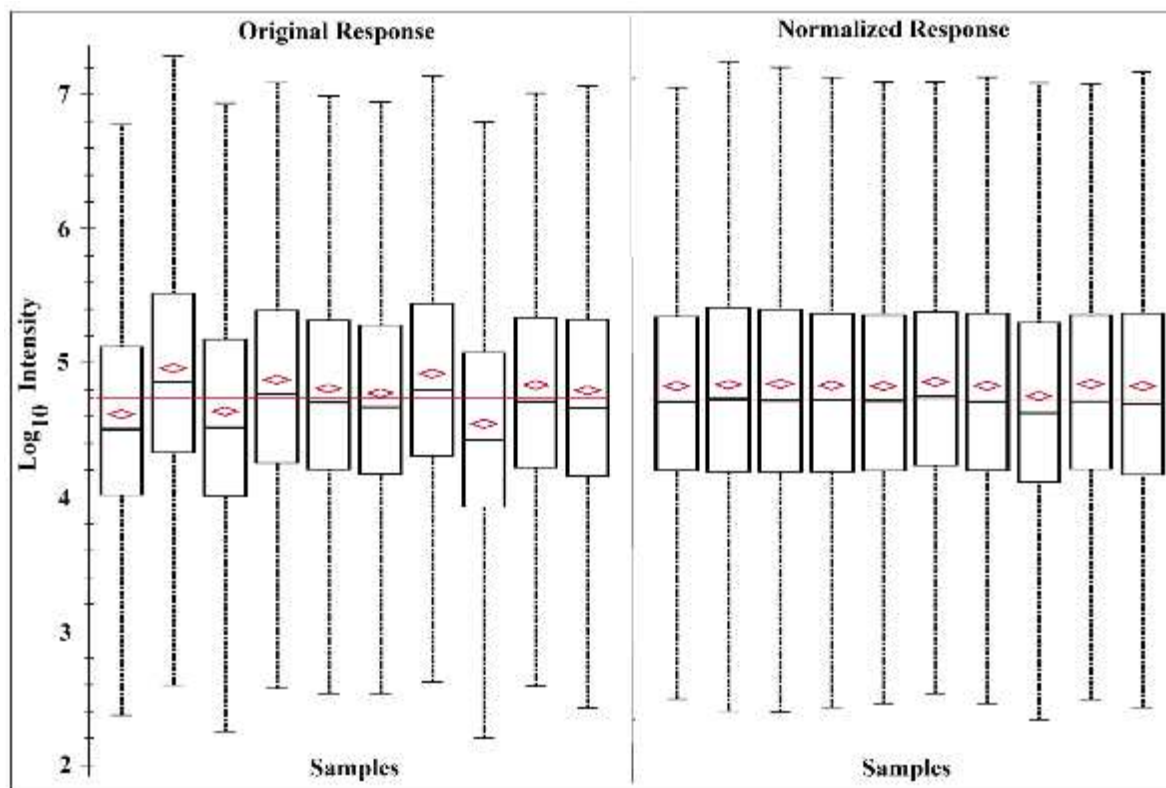 Original Response
Normalized Response
7
6
5
4
3
2
Log10 Intensity
Samples
Samples